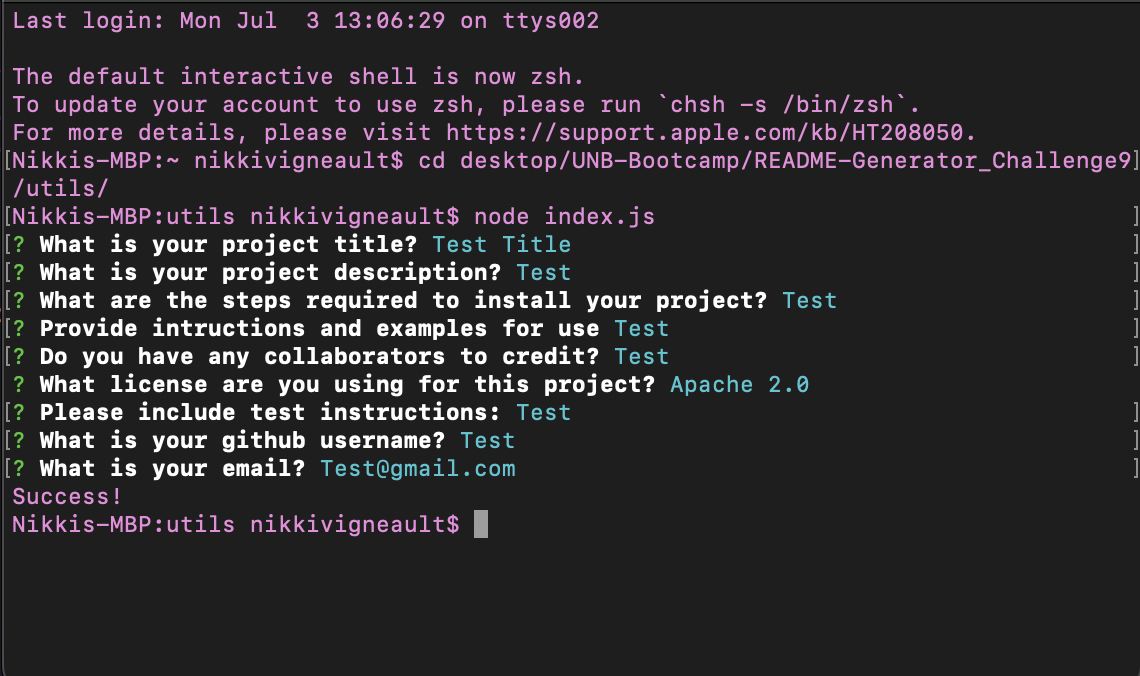 Last login: Mon Jul  3 13:06:29 on ttys002
The default interactive shell is now zsh.
To update your account to use zsh, please run `chsh -s /bin/zsh`.
For more details, please visit https://support.apple.com/kb/HT208050.
[Nikkis-MBP:~ nikkivigneault$ cd desktop/UNB-Bootcamp/README-Generator_Challenge9]
/utils/
[Nikkis-MBP:utils nikkivigneault$ node index.js ]
[? What is your project title? Test Title ]
[? What is your project description? Test ]
[? What are the steps required to install your project? Test ]
[? Provide intructions and examples for use Test ]
[? Do you have any collaborators to credit? Test ]
? What license are you using for this project? Apache 2.0
[? Please include test instructions: Test ]
[? What is your github username? Test ]
[? What is your email? Test@gmail.com ]
Success!
Nikkis-MBP:utils nikkivigneault$